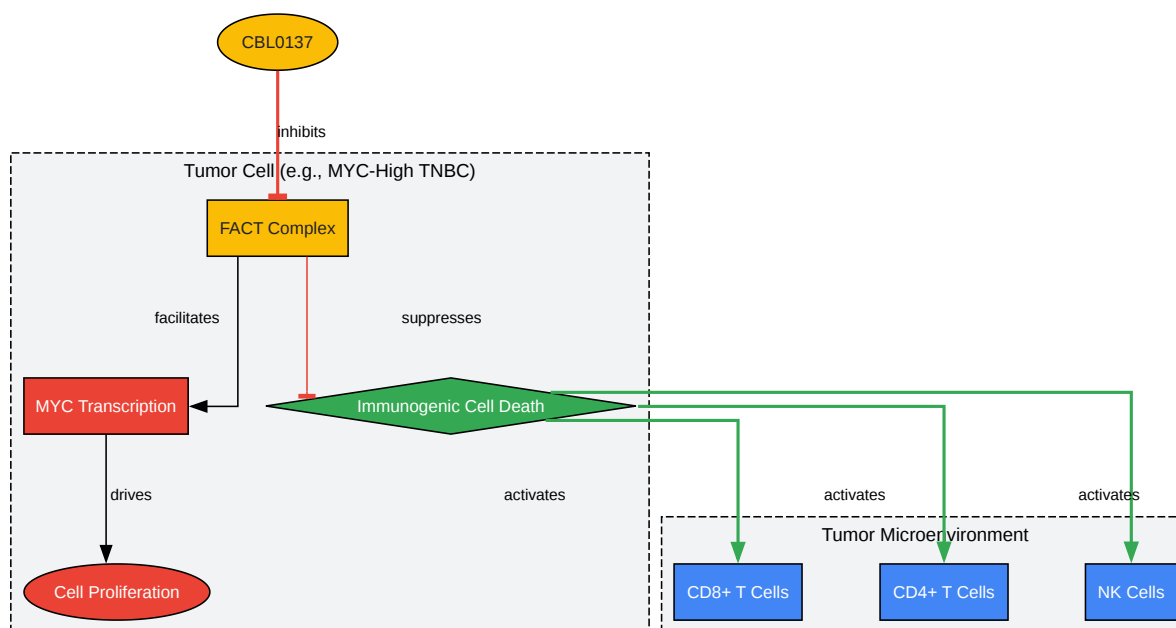 CBL0137
inhibits
Tumor Cell (e.g., MYC-High TNBC)
FACT Complex
facilitates
suppresses
MYC Transcription
Immunogenic Cell Death
drives
activates
activates
activates
Tumor Microenvironment
Cell Proliferation
CD8+ T Cells
CD4+ T Cells
NK Cells